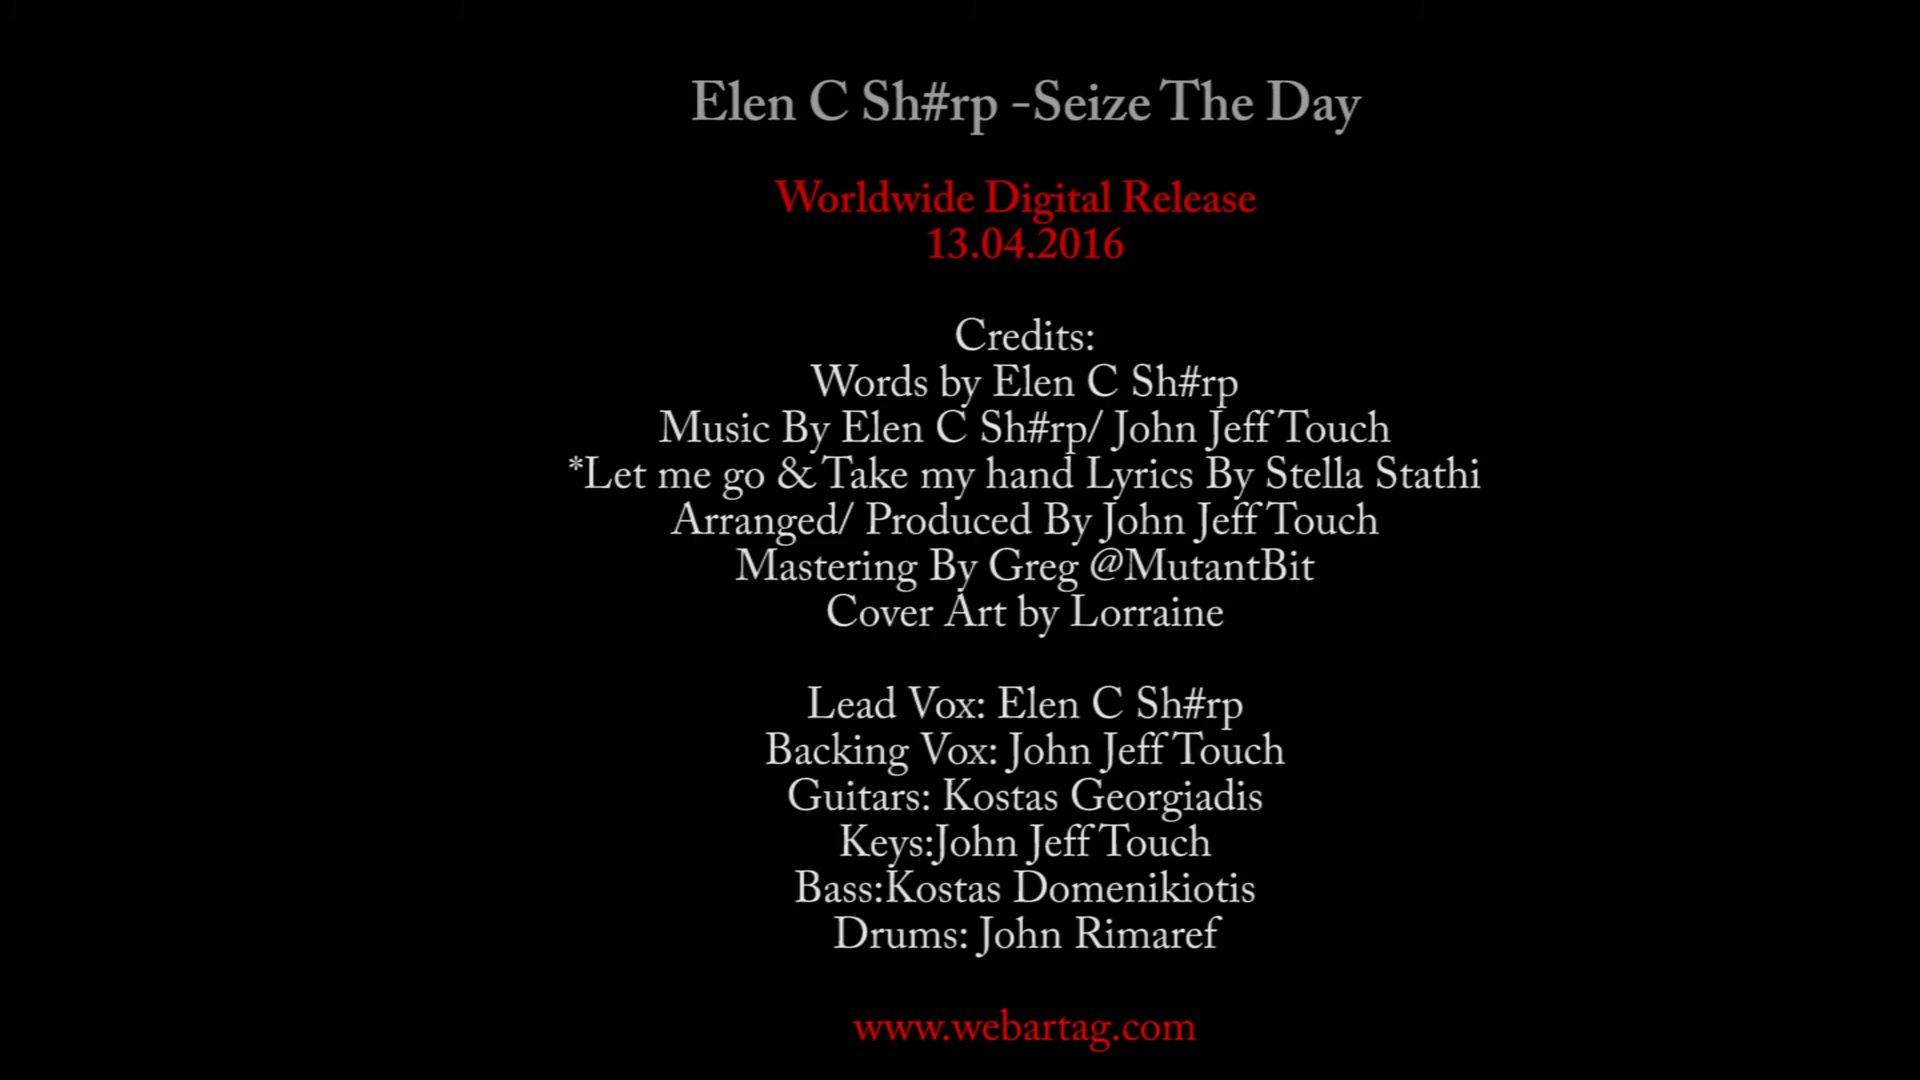 Elen C Sh#rp -Seize The Day
Worldwide Digital Release
13.04.2016
Credits:
Words by Elen C Sh#rp
Music By Elen C Sh#rp/ John Jeff Touch
*Let me go & Take my hand Lyrics By Stella Stathi
Arranged/ Produced By John Jeff Touch
Mastering By Greg @MutantBit
Cover Art by Lorraine
Lead Vox: Elen C Sh#rp
Backing Vox: John Jeff Touch
Guitars: Kostas Georgiadis
Keys:John Jeff Touch
Bass:Kostas Domenikiotis
Drums: John Rimaref
www.webartag.com